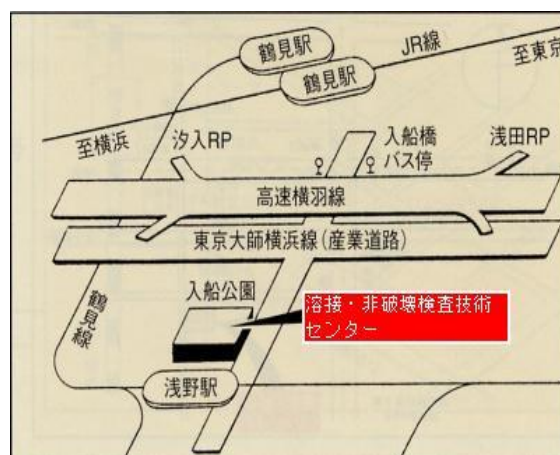 鶴見駅
JR線
至東京
鶴見駅
至横浜
汐入RP
入船橋
バス停
浅田RP
高速横羽線
東京大師横浜線(産業道路)
鶴見線
入船公園
溶接・非破壊検査技術
センター
浅野駅